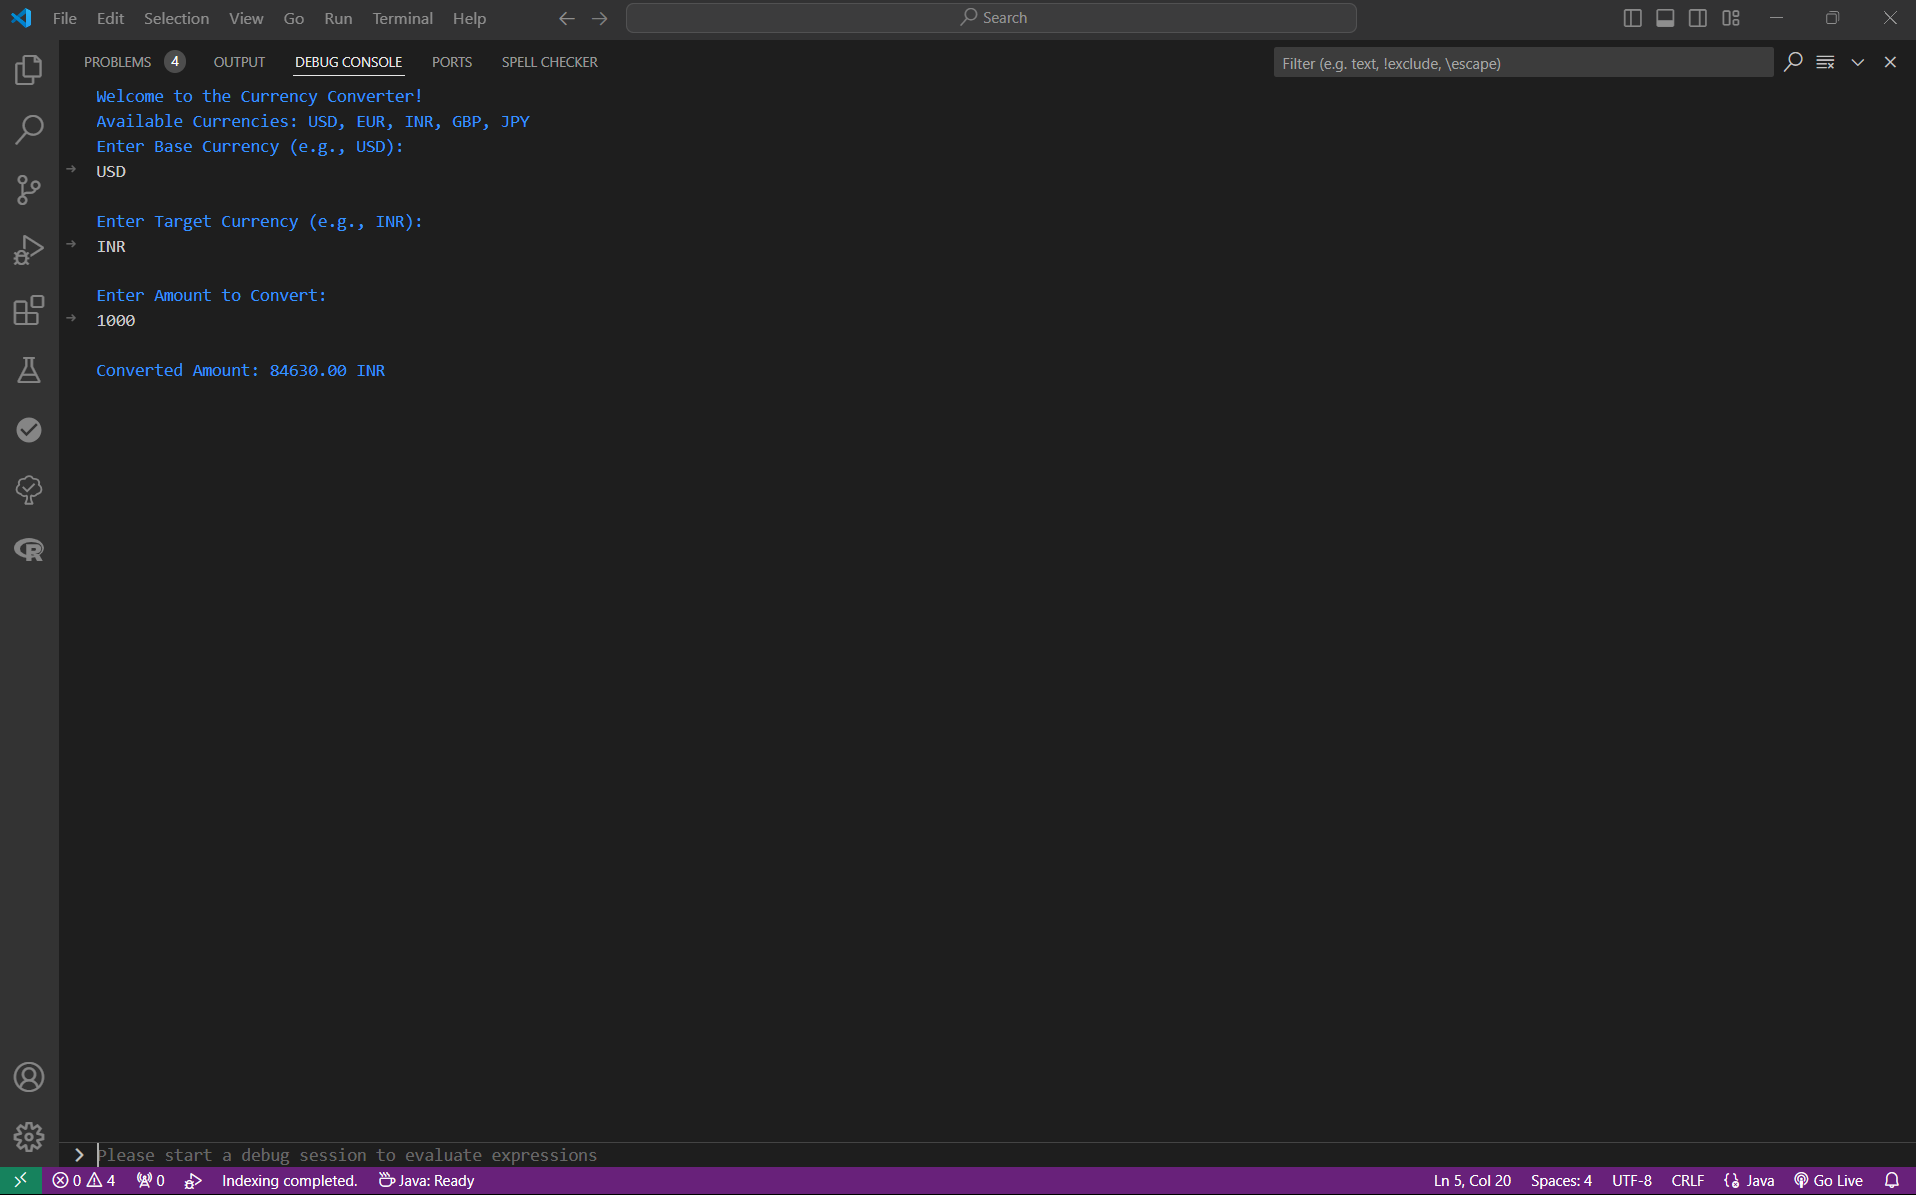 File Edit Selection View Go Run Terminal Help
Search
PROBLEMS 4 OUTPUT DEBUG CONSOLE PORTS SPELL CHECKER
Filter (e.g. text, !exclude, \escape)
Welcome to the Currency Converter!
Available Currencies: USD, EUR, INR, GBP, JPY
Enter Base Currency (e.g., USD):
USD
Enter Target Currency (e.g., INR):
INR
Enter Amount to Convert:
1000
Converted Amount: 84630.00 INR
R
Please start a debug session to evaluate expressions
0 4 0 Indexing completed. Java: Ready Ln 5, Col 20 Spaces: 4 UTF-8 CRLF Java Go Live